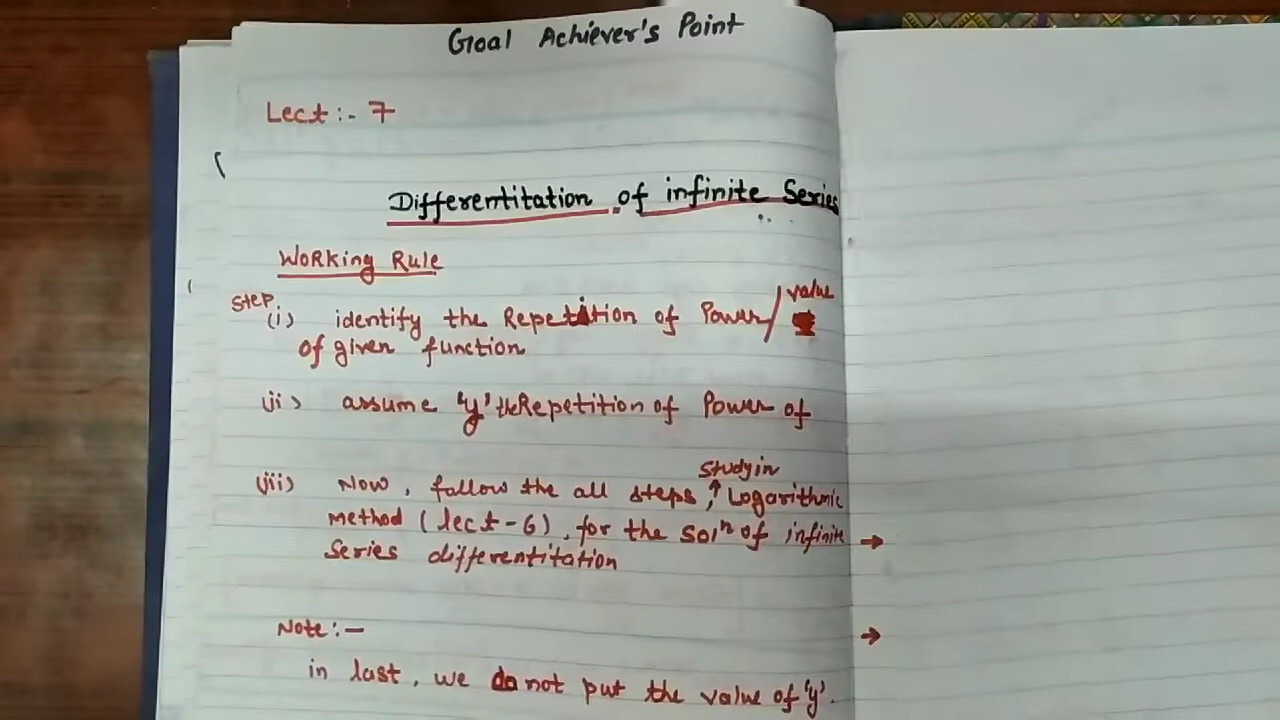 Goal Achiever's Point
Lect :- 7
Differentitation of infinite Series
Working Rule
Step (i) identify the Repetition of Power / value
of given function
(ii) assume 'y' the Repetition of Power of
(iii) Now, follow the all steps, ↑ Study in Logarithmic
method (lect - 6), for the soln of infinite →
Series differentitation
Note :- →
in last, we do not put the value of 'y'.